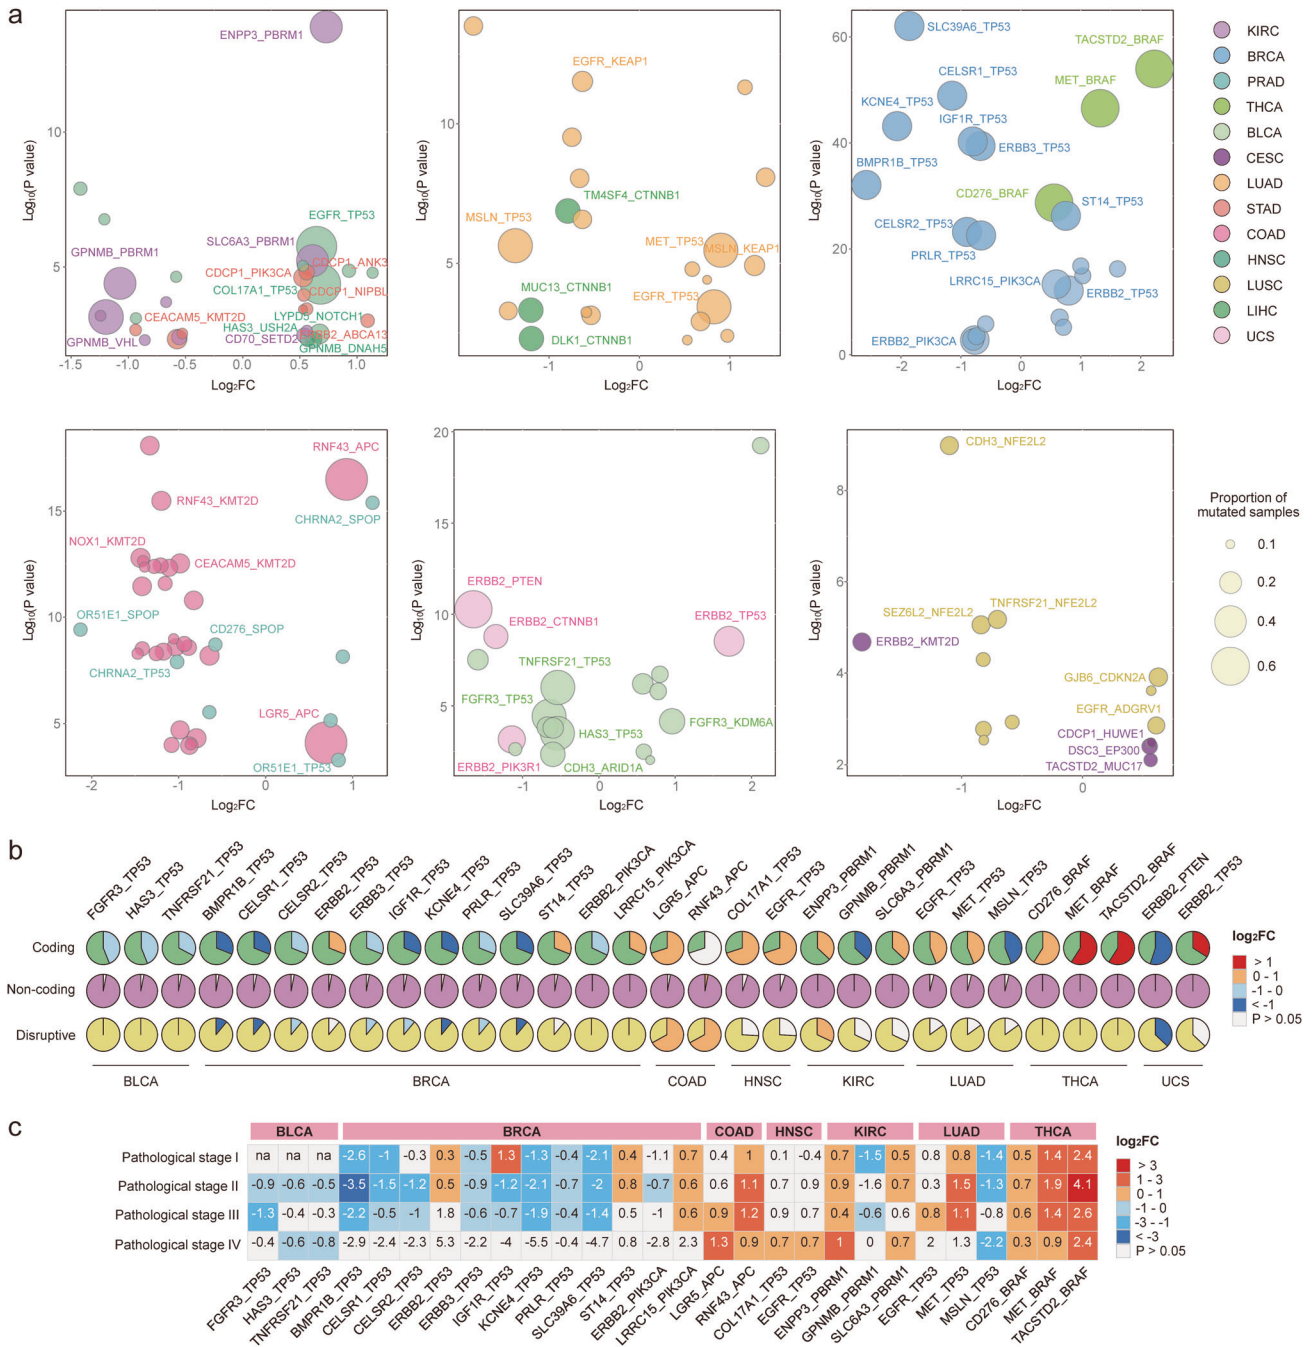 a
ENPP3_PBRM1
EGFR_TP53
SLC6A3_PBRM1
GPNMB_PBRM1
CDCP1_ANK3
CDCP1_PIK3CA
COL17A1_TP53
CDCP1_NIPBL
CEACAM5_KMT2D
LYPD5_NOTCH1
HAS3_USH2A
ERBB2_ABCA13
GPNMB_VHL
CD70_SETD2
GPNMB_DNAH5
10
5
-1.5
-1.0
-0.5
0.0
0.5
1.0
Log₂FC
Log₁₀(P value)
EGFR_KEAP1
TM4SF4_CTNNB1
MSLN_TP53
MET_TP53
MSLN_KEAP1
MUC13_CTNNB1
EGFR_TP53
DLK1_CTNNB1
10
5
-1
0
1
Log₂FC
Log₁₀(P value)
SLC39A6_TP53
TACSTD2_BRAF
CELSR1_TP53
MET_BRAF
KCNE4_TP53
IGF1R_TP53
ERBB3_TP53
BMPR1B_TP53
CD276_BRAF
ST14_TP53
CELSR2_TP53
PRLR_TP53
LRRC15_PIK3CA
ERBB2_TP53
ERBB2_PIK3CA
60
40
20
0
-2
-1
0
1
2
Log₂FC
Log₁₀(P value)
KIRC
BRCA
PRAD
THCA
BLCA
CESC
LUAD
STAD
COAD
HNSC
LUSC
LIHC
UCS
RNF43_APC
RNF43_KMT2D
CHRNA2_SPOP
NOX1_KMT2D
CEACAM5_KMT2D
OR51E1_SPOP
CD276_SPOP
CHRNA2_TP53
LGR5_APC
OR51E1_TP53
15
10
5
-2
-1
0
1
Log₂FC
Log₁₀(P value)
ERBB2_PTEN
ERBB2_CTNNB1
ERBB2_TP53
TNFRSF21_TP53
FGFR3_TP53
FGFR3_KDM6A
HAS3_TP53
ERBB2_PIK3R1
CDH3_ARID1A
20
15
10
5
-1
0
1
2
Log₂FC
Log₁₀(P value)
CDH3_NFE2L2
TNFRSF21_NFE2L2
SEZ6L2_NFE2L2
ERBB2_KMT2D
GJB6_CDKN2A
EGFR_ADGRV1
CDCP1_HUWE1
DSC3_EP300
TACSTD2_MUC17
8
6
4
2
-1
0
Log₂FC
Log₁₀(P value)
Proportion of
mutated samples
0.1
0.2
0.4
0.6
b
FGFR3_TP53
HAS3_TP53
TNFRSF21_TP53
BMPR1B_TP53
CELSR1_TP53
CELSR2_TP53
ERBB2_TP53
ERBB3_TP53
IGF1R_TP53
KCNE4_TP53
PRLR_TP53
SLC39A6_TP53
ST14_TP53
ERBB2_PIK3CA
LRRC15_PIK3CA
LGR5_APC
RNF43_APC
COL17A1_TP53
EGFR_TP53
ENPP3_PBRM1
GPNMB_PBRM1
SLC6A3_PBRM1
EGFR_TP53
MET_TP53
MSLN_TP53
CD276_BRAF
MET_BRAF
TACSTD2_BRAF
ERBB2_PTEN
ERBB2_TP53
Coding
Non-coding
Disruptive
BLCA BRCA COAD HNSC KIRC LUAD THCA UCS
log₂FC
> 1
0 - 1
-1 - 0
< -1
P > 0.05
c
BLCA BRCA COAD HNSC KIRC LUAD THCA
Pathological stage I na na na -2.6 -1 -0.3 0.3 -0.5 1.3 -1.3 -0.4 -2.1 0.4 -1.1 0.7 0.4 1 0.1 -0.4 0.7 -1.5 0.5 0.8 0.8 -1.4 0.5 1.4 2.4
Pathological stage II -0.9 -0.6 -0.5 -3.5 -1.5 -1.2 0.5 -0.9 -1.2 -2.1 -0.7 -2 0.8 -0.7 0.6 0.6 1.1 0.7 0.9 0.9 -1.6 0.7 0.3 1.5 -1.3 0.7 1.9 4.1
Pathological stage III -1.3 -0.4 -0.3 -2.2 -0.5 -1 1.8 -0.6 -0.7 -1.9 -0.4 -1.4 0.5 -1 0.6 0.9 1.2 0.9 0.7 0.4 -0.6 0.6 0.8 1.1 -0.8 0.6 1.4 2.6
Pathological stage IV -0.4 -0.6 -0.8 -2.9 -2.4 -2.3 5.3 -2.2 -4 -5.5 -0.4 -4.7 0.8 -2.8 2.3 1.3 0.9 0.7 0.7 1 0 0.7 2 1.3 -2.2 0.3 0.9 2.4
FGFR3_TP53
HAS3_TP53
TNFRSF21_TP53
BMPR1B_TP53
CELSR1_TP53
CELSR2_TP53
ERBB2_TP53
ERBB3_TP53
IGF1R_TP53
KCNE4_TP53
PRLR_TP53
SLC39A6_TP53
ST14_TP53
ERBB2_PIK3CA
LRRC15_PIK3CA
LGR5_APC
RNF43_APC
COL17A1_TP53
EGFR_TP53
ENPP3_PBRM1
GPNMB_PBRM1
SLC6A3_PBRM1
EGFR_TP53
MET_TP53
MSLN_TP53
CD276_BRAF
MET_BRAF
TACSTD2_BRAF
log₂FC
> 3
1 - 3
0 - 1
-1 - 0
-3 - -1
< -3
P > 0.05